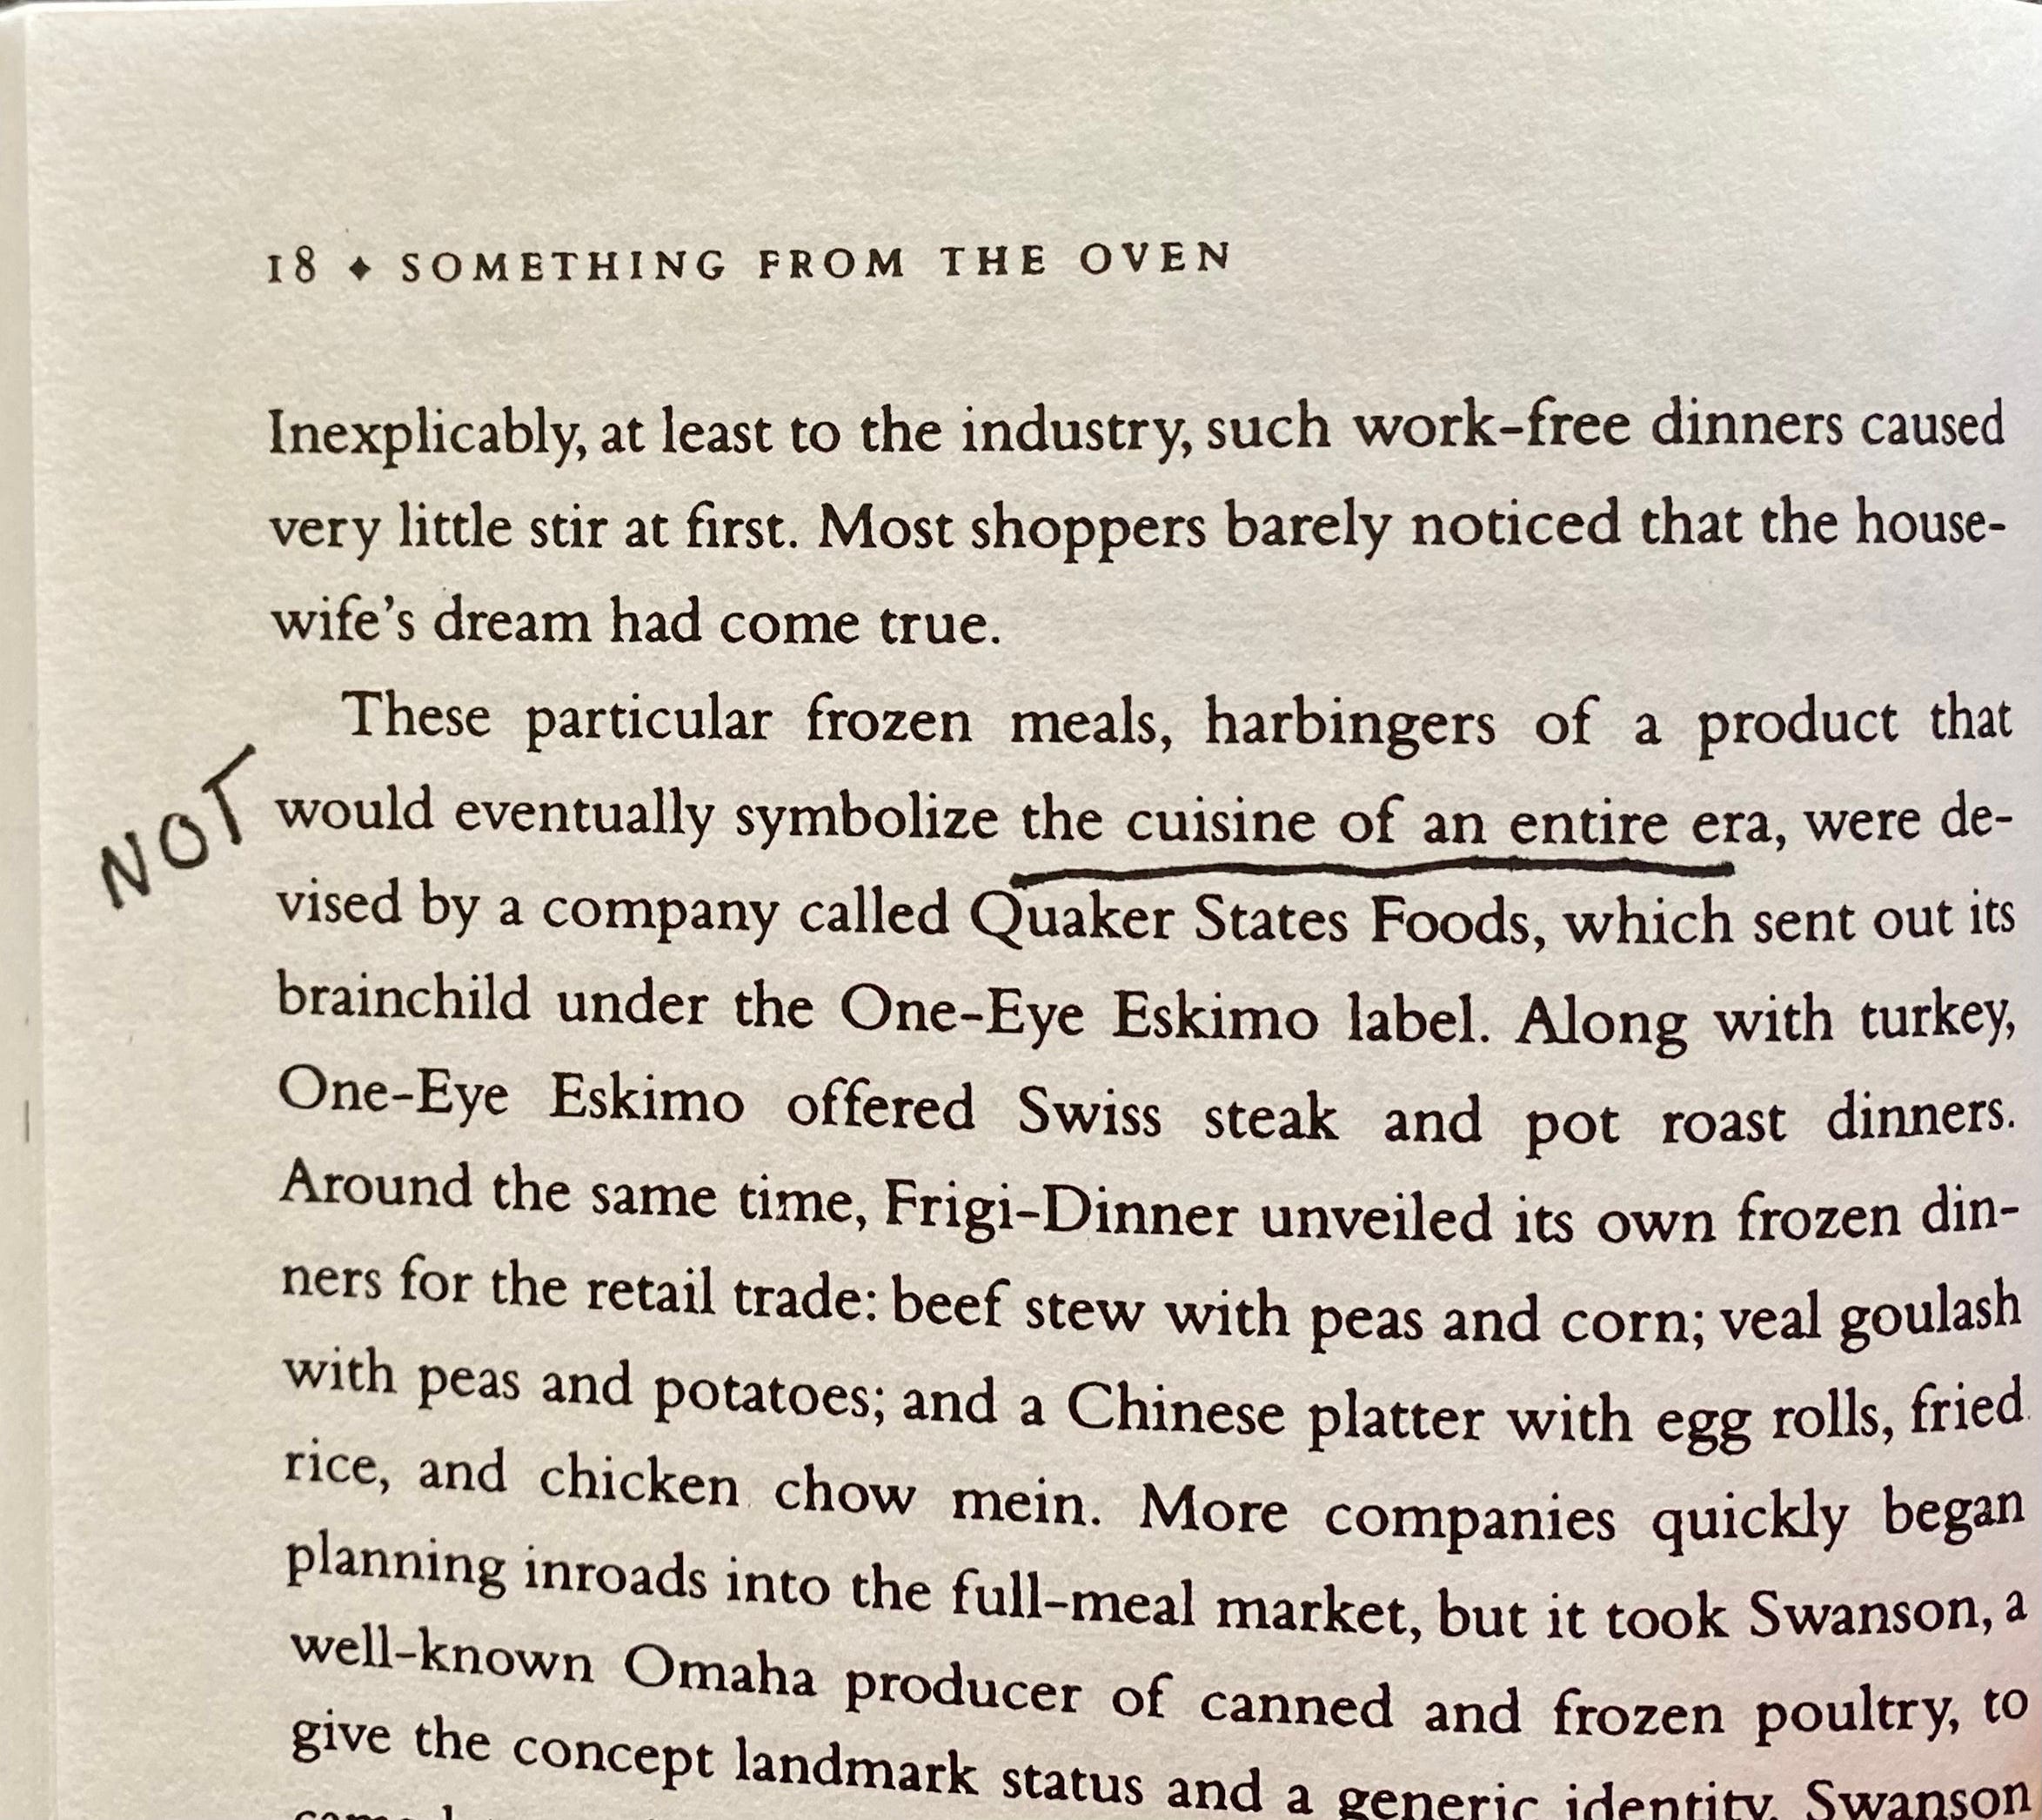 18 ♦ SOMETHING FROM THE OVEN
Inexplicably, at least to the industry, such work-free dinners caused
very little stir at first. Most shoppers barely noticed that the house-
wife's dream had come true.
These particular frozen meals, harbingers of a product that
NOT
would eventually symbolize the cuisine of an entire era, were de-
vised by a company called Quaker States Foods, which sent out its
brainchild under the One-Eye Eskimo label. Along with turkey,
One-Eye Eskimo offered Swiss steak and pot roast dinners.
Around the same time, Frigi-Dinner unveiled its own frozen din-
ners for the retail trade: beef stew with peas and corn; veal goulash
with peas and potatoes; and a Chinese platter with egg rolls, fried
rice, and chicken chow mein. More companies quickly began
planning inroads into the full-meal market, but it took Swanson, a
well-known Omaha producer of canned and frozen poultry, to
give the concept landmark status and a generic identity. Swanson